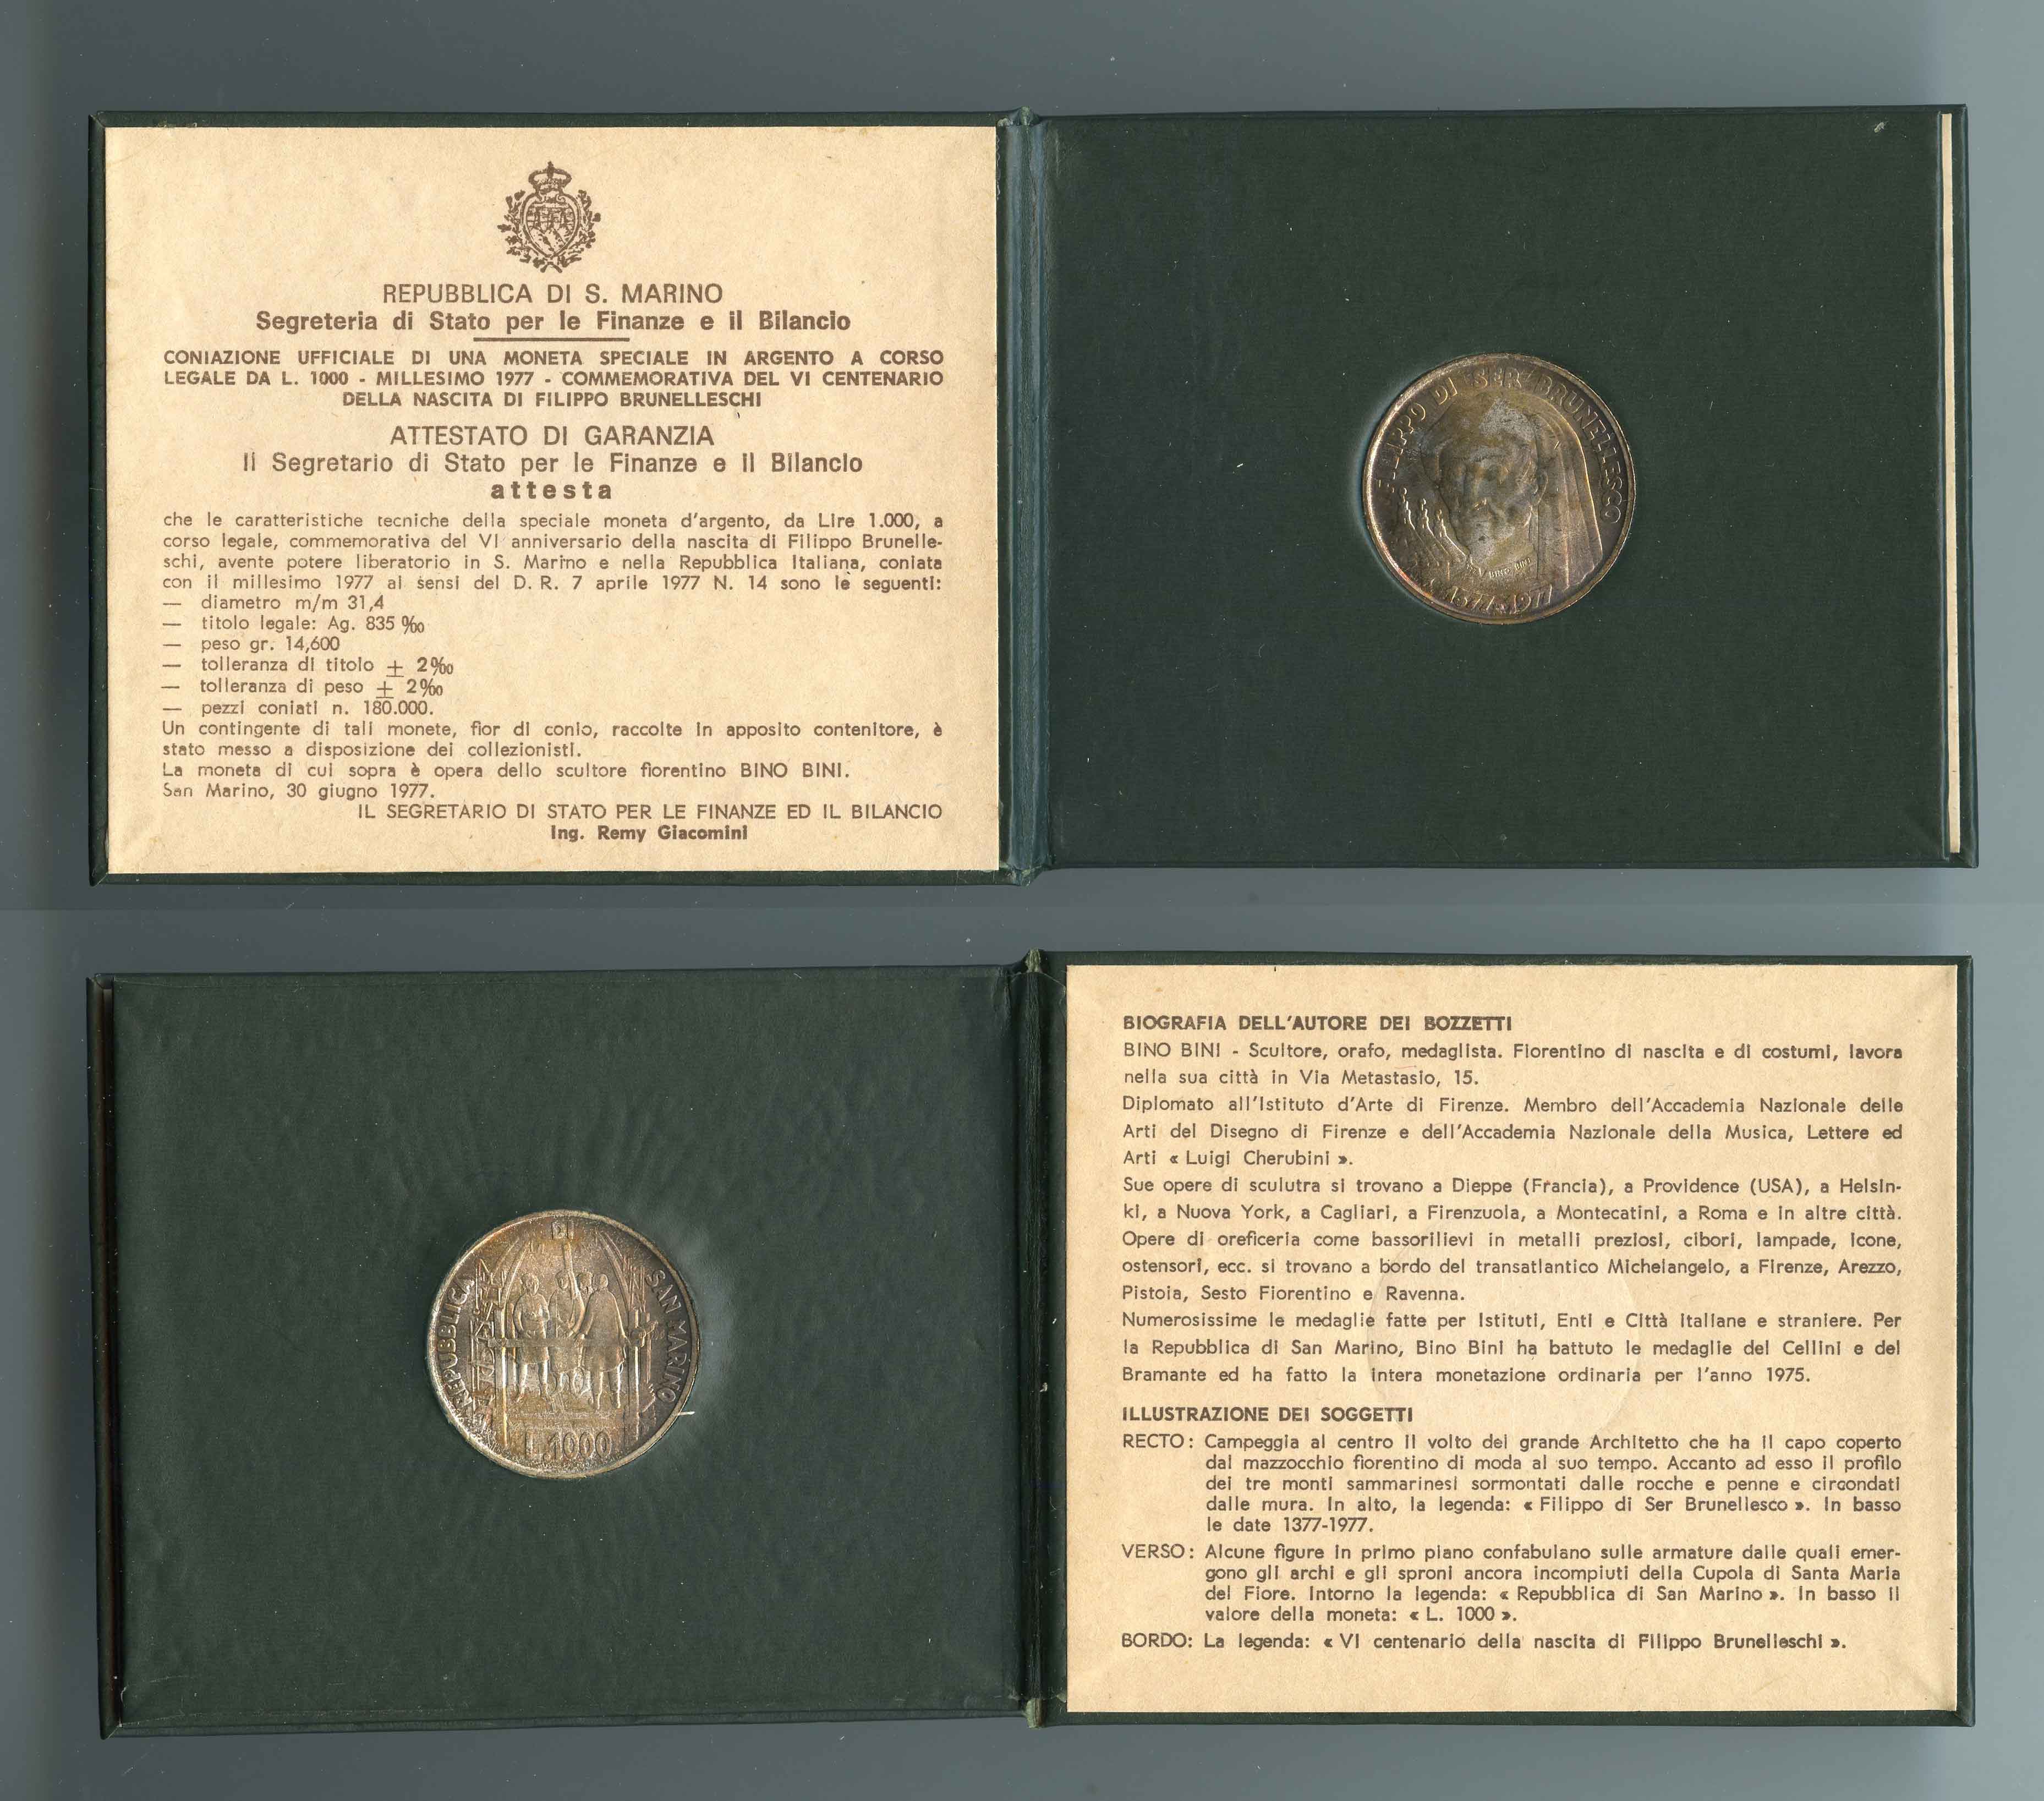 REPUBBLICA DI S. MARINO
Segreteria di Stato per le Finanze e il Bilancio
CONIAZIONE UFFICIALE DI UNA MONETA SPECIALE IN ARGENTO A CORSO
LEGALE DA L. 1000 - MILLESIMO 1977 - COMMEMORATIVA DEL VI CENTENARIO
DELLA NASCITA DI FILIPPO BRUNELLESCHI
ATTESTATO DI GARANZIA
Il Segretario di Stato per le Finanze e il Bilancio
attesta
che le caratteristiche tecniche della speciale moneta d'argento, da Lire 1.000, a
corso legale, commemorativa del VI anniversario della nascita di Filippo Brunelle-
schi, avente potere liberatorio in S. Marino e nella Repubblica Italiana, coniata
con il millesimo 1977 ai sensi del D. R. 7 aprile 1977 N. 14 sono le seguenti:
— diametro m/m 31,4
— titolo legale: Ag. 835 ‰
— peso gr. 14,600
— tolleranza di titolo ± 2‰
— tolleranza di peso ± 2‰
— pezzi coniati n. 180.000.
Un contingente di tali monete, fior di conio, raccolte in apposito contenitore, è
stato messo a disposizione dei collezionisti.
La moneta di cui sopra è opera dello scultore fiorentino BINO BINI.
San Marino, 30 giugno 1977.
IL SEGRETARIO DI STATO PER LE FINANZE ED IL BILANCIO
Ing. Remy Giacomini
FILIPPO DI SER BRUNELLESCO
BINO BINI
1377-1977
REPUBBLICA DI SAN MARINO
L. 1000
BIOGRAFIA DELL'AUTORE DEI BOZZETTI
BINO BINI - Scultore, orafo, medaglista. Fiorentino di nascita e di costumi, lavora
nella sua città in Via Metastasio, 15.
Diplomato all'Istituto d'Arte di Firenze. Membro dell'Accademia Nazionale delle
Arti del Disegno di Firenze e dell'Accademia Nazionale della Musica, Lettere ed
Arti « Luigi Cherubini ».
Sue opere di sculutra si trovano a Dieppe (Francia), a Providence (USA), a Helsin-
ki, a Nuova York, a Cagliari, a Firenzuola, a Montecatini, a Roma e in altre città.
Opere di oreficeria come bassorilievi in metalli preziosi, cibori, lampade, icone,
ostensori, ecc. si trovano a bordo del transatlantico Michelangelo, a Firenze, Arezzo,
Pistoia, Sesto Fiorentino e Ravenna.
Numerosissime le medaglie fatte per Istituti, Enti e Città Italiane e straniere. Per
la Repubblica di San Marino, Bino Bini ha battuto le medaglie del Cellini e del
Bramante ed ha fatto la intera monetazione ordinaria per l'anno 1975.
ILLUSTRAZIONE DEI SOGGETTI
RECTO: Campeggia al centro il volto del grande Architetto che ha il capo coperto
dal mazzocchio fiorentino di moda al suo tempo. Accanto ad esso il profilo
dei tre monti sammarinesi sormontati dalle rocche e penne e circondati
dalle mura. In alto, la legenda: « Filippo di Ser Brunellesco ». In basso
le date 1377-1977.
VERSO: Alcune figure in primo piano confabulano sulle armature dalle quali emer-
gono gli archi e gli sproni ancora incompiuti della Cupola di Santa Maria
del Fiore. Intorno la legenda: « Repubblica di San Marino ». In basso il
valore della moneta: « L. 1000 ».
BORDO: La legenda: « VI centenario della nascita di Filippo Brunelleschi ».